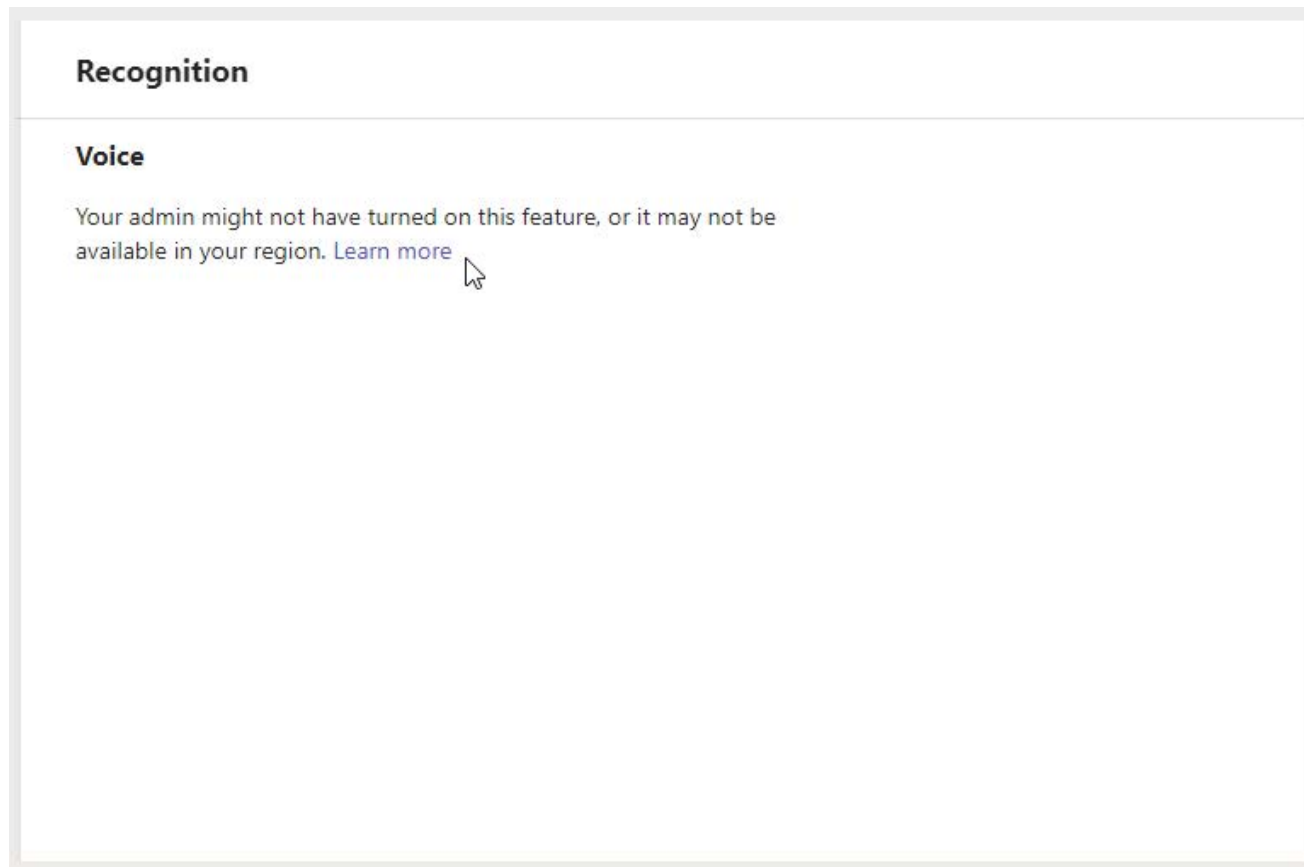 Recognition
Voice
Your admin might not have turned on this feature, or it may not be
available in your region. Learn more